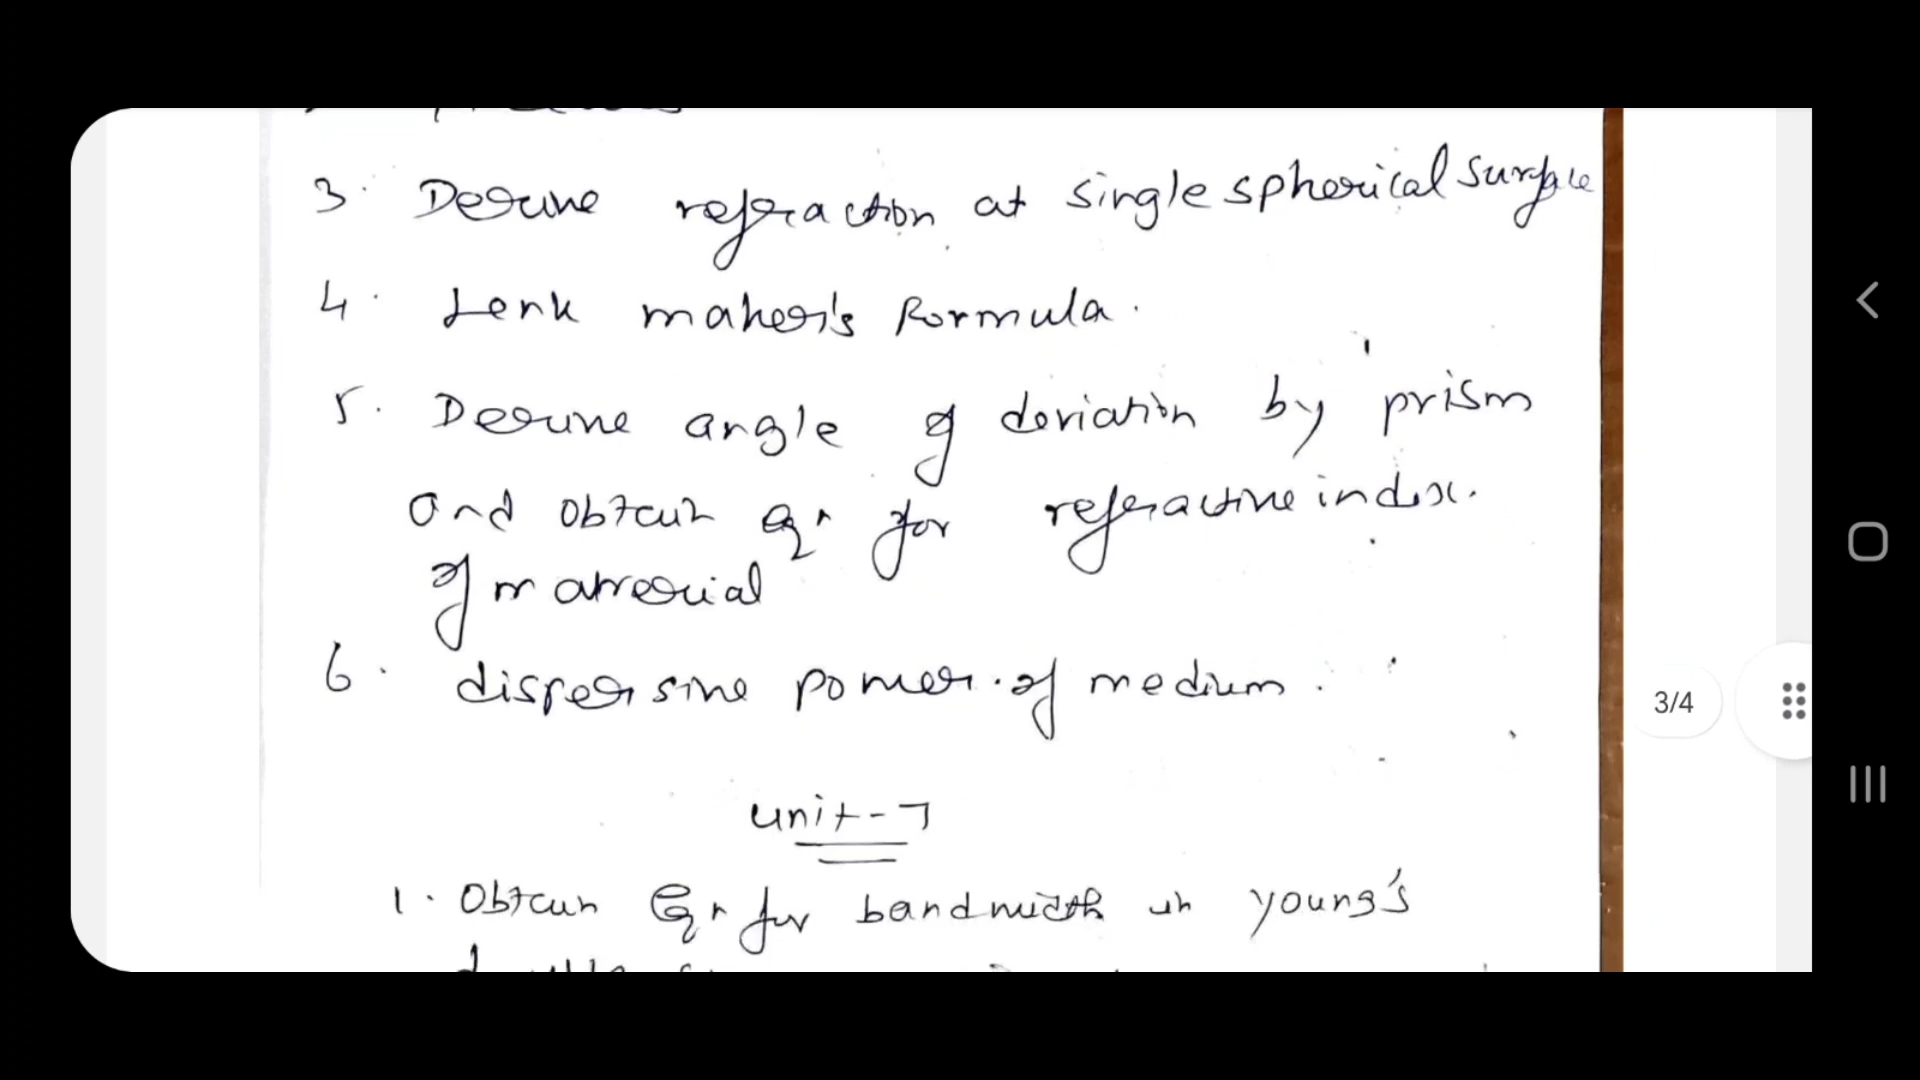 3. Derive refraction at single spherical surface
4. Lens maker's Formula.
5. Derive angle of deviation by prism
and obtain Eqn for refractive index.
of material
6. dispersive power of medium.
3/4
unit-7
1. Obtain Eqn for bandwidth in young's